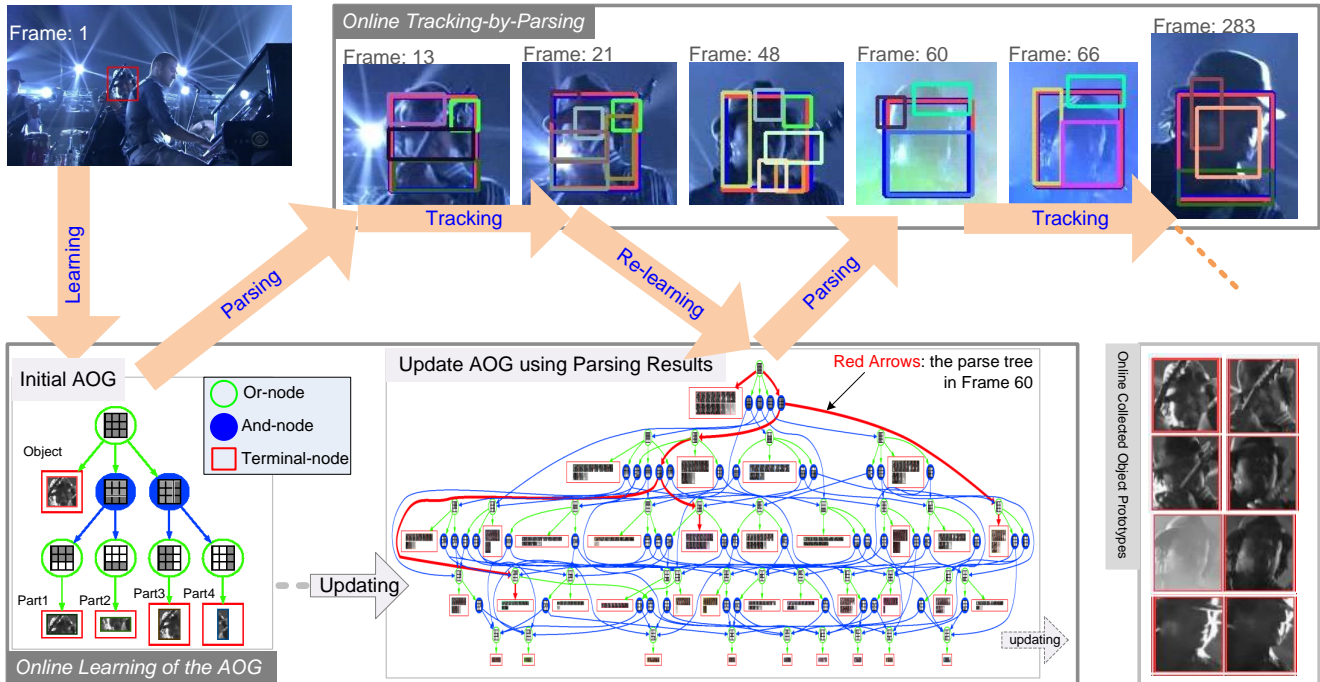 Frame: 1
Online Tracking-by-Parsing
Frame: 13
Frame: 21
Frame: 48
Frame: 60
Frame: 66
Frame: 283
Tracking
Tracking
Learning
Parsing
Re-learning
Parsing
Initial AOG
Or-node
And-node
Terminal-node
Object
Part1
Part2
Part3
Part4
Online Learning of the AOG
Updating
Update AOG using Parsing Results
Red Arrows: the parse tree
in Frame 60
updating
Online Collected Object Prototypes